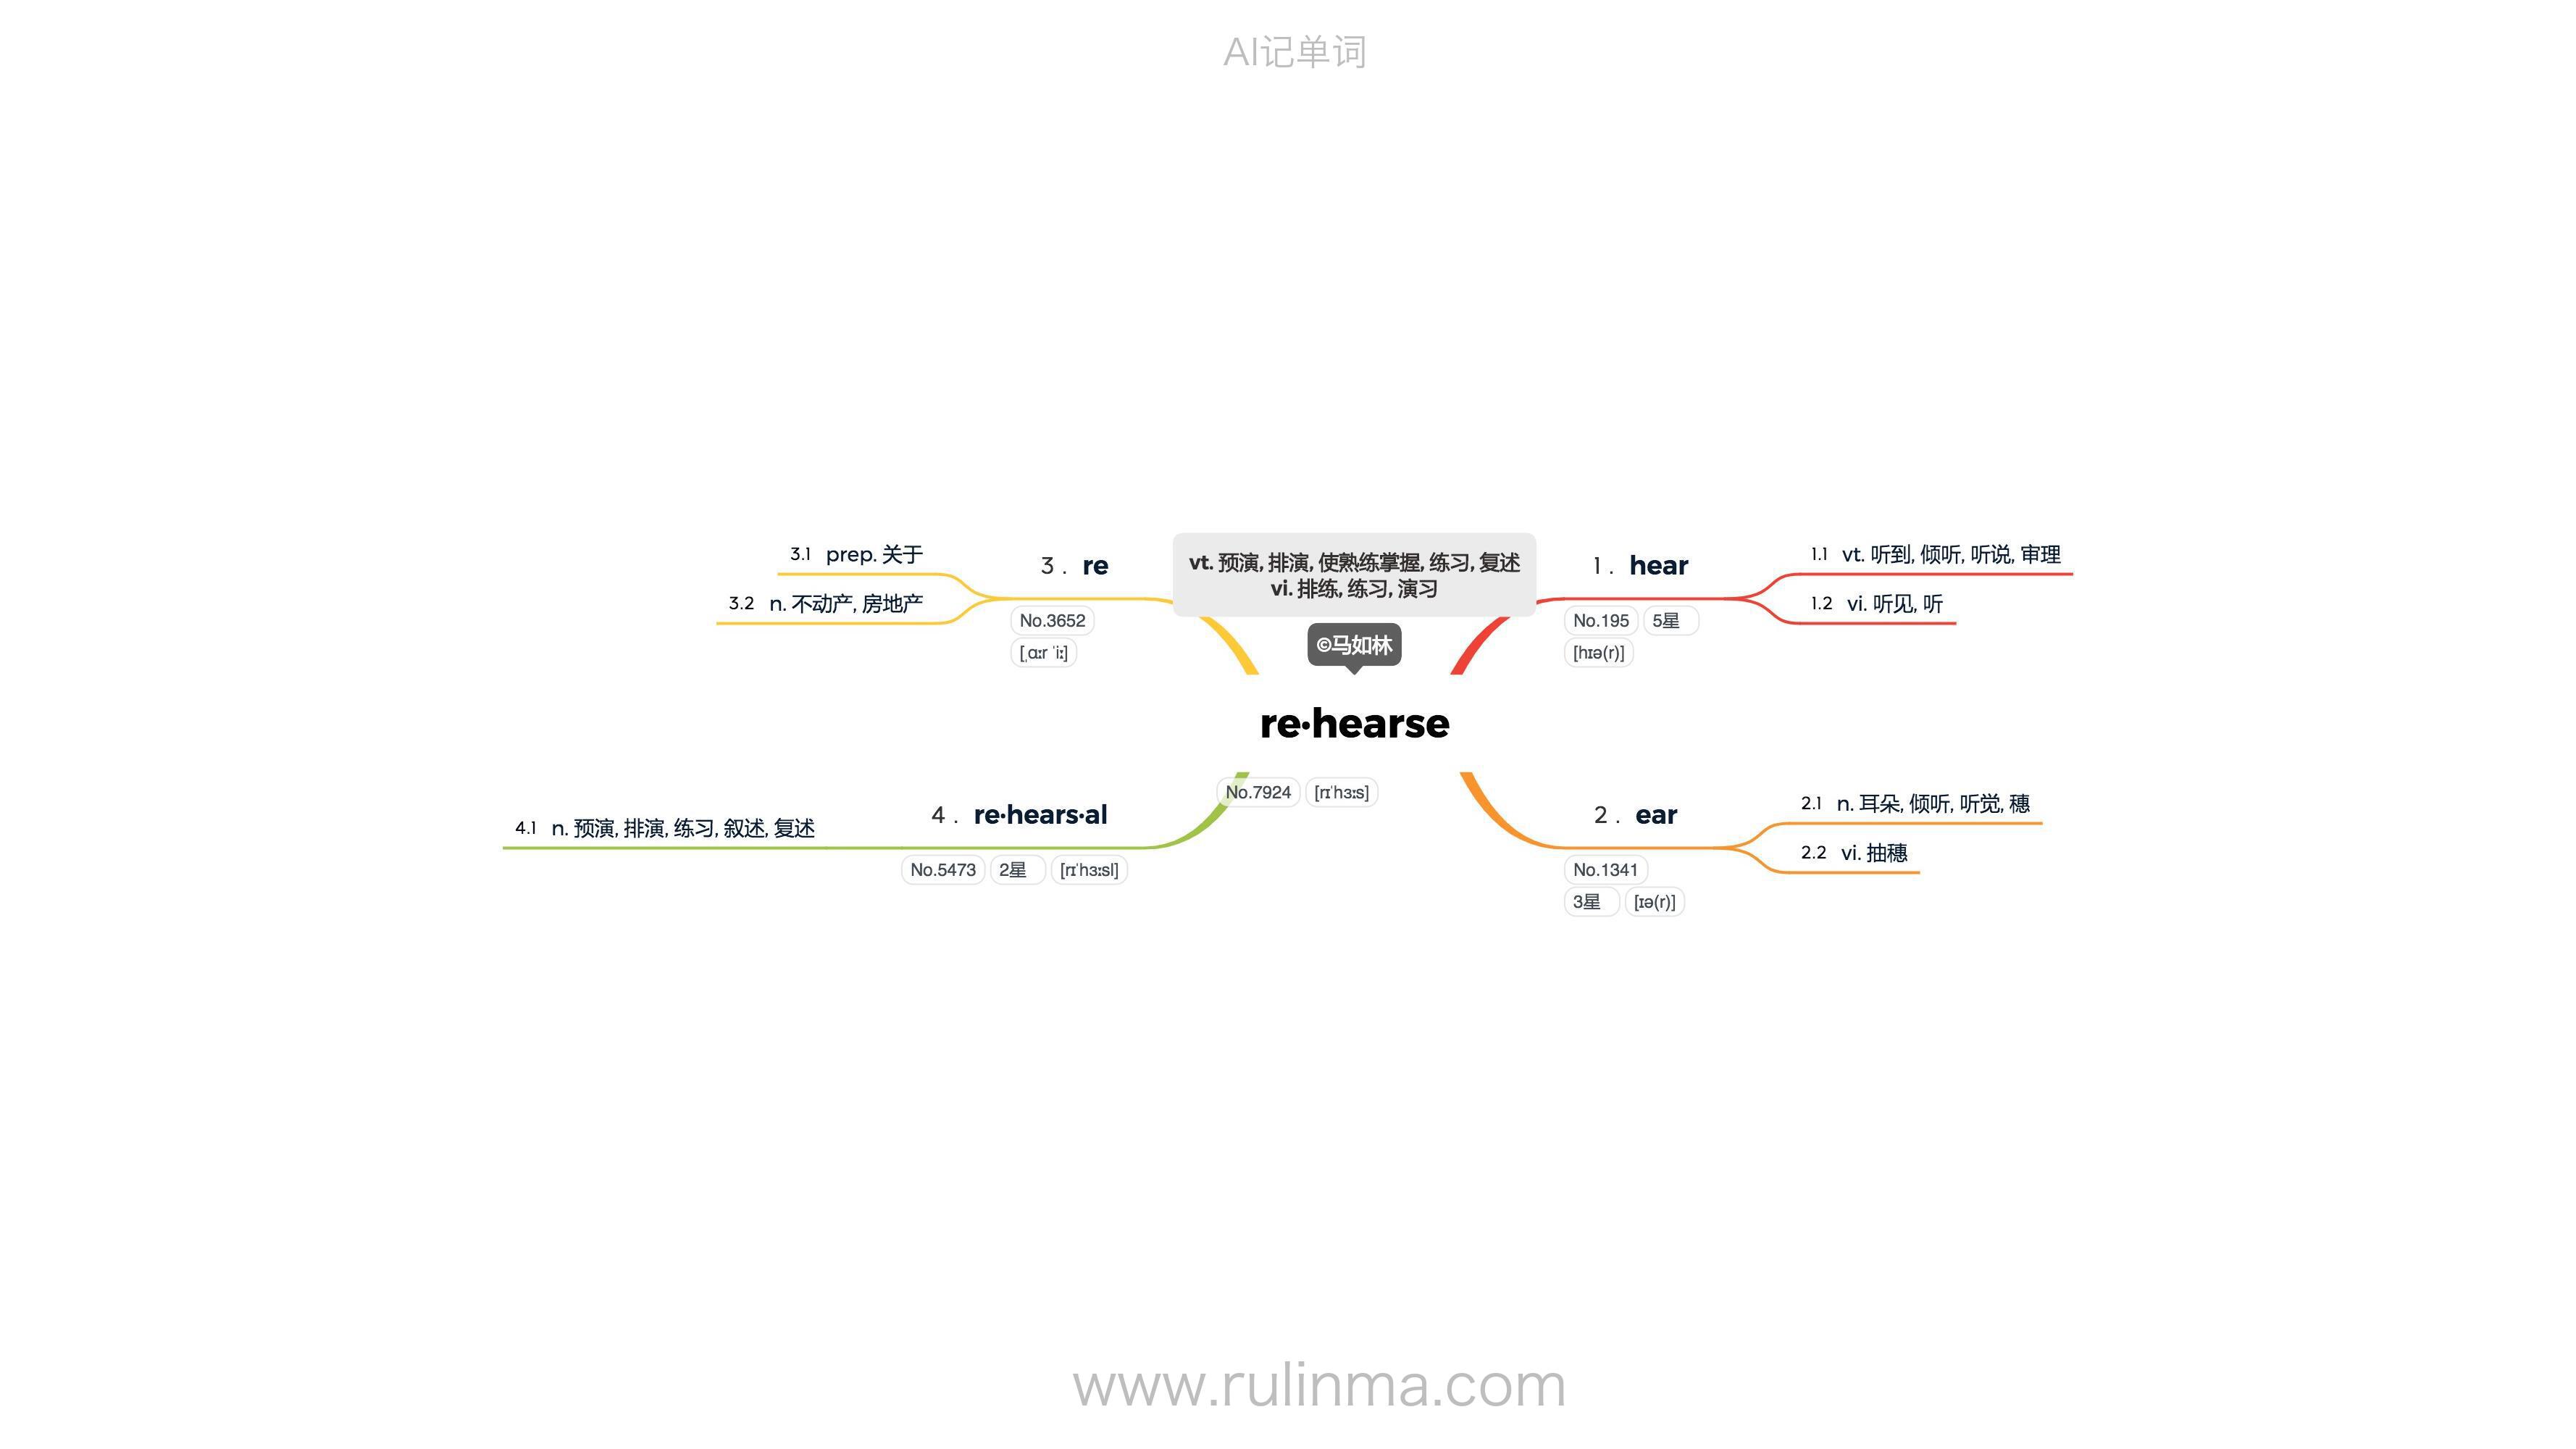 AI记单词
vt. 预演, 排演, 使熟练掌握, 练习, 复述
vi. 排练, 练习, 演习
©马如林
re·hearse
No.7924 [rɪˈhɜːs]
1 . hear
No.195 5星
[hɪə(r)]
1.1 vt. 听到, 倾听, 听说, 审理
1.2 vi. 听见, 听
2 . ear
No.1341
3星 [ɪə(r)]
2.1 n. 耳朵, 倾听, 听觉, 穗
2.2 vi. 抽穗
3 . re
No.3652
[ˌɑːr ˈiː]
3.1 prep. 关于
3.2 n. 不动产, 房地产
4 . re·hears·al
No.5473 2星 [rɪˈhɜːsl]
4.1 n. 预演, 排演, 练习, 叙述, 复述
www.rulinma.com